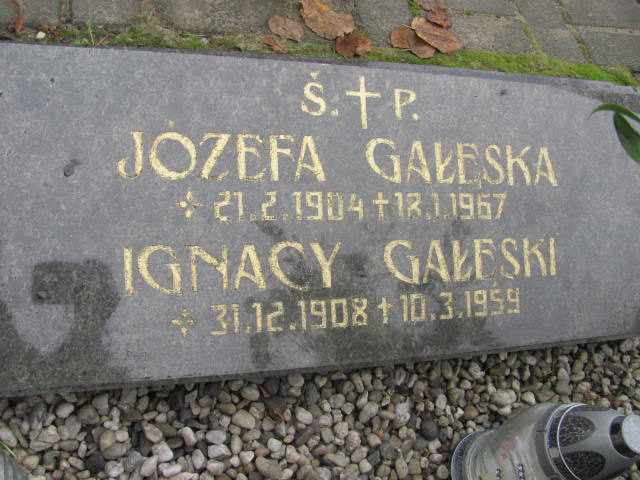 Ś.✝P.
JÓZEFA GAŁĘSKA
21.2.1904 ✝ 18.1.1967
IGNACY GAŁĘSKI
31.12.1908 ✝ 10.3.1959